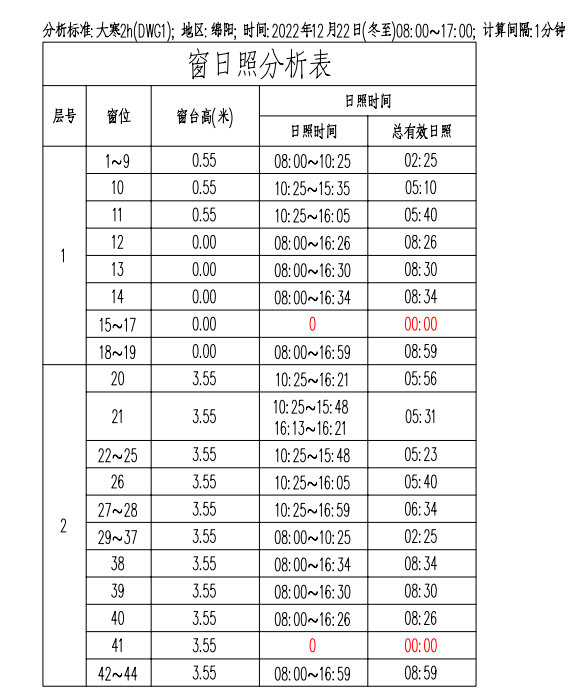 分析标准: 大寒2h(DWG1); 地区: 绵阳; 时间: 2022年12月22日(冬至)08:00~17:00; 计算间隔:1分钟
窗日照分析表
层号 窗位 窗台高(米) 日照时间
日照时间 总有效日照
1
1~9 0.55 08:00~10:25 02:25
10 0.55 10:25~15:35 05:10
11 0.55 10:25~16:05 05:40
12 0.00 08:00~16:26 08:26
13 0.00 08:00~16:30 08:30
14 0.00 08:00~16:34 08:34
15~17 0.00 0 00:00
18~19 0.00 08:00~16:59 08:59
2
20 3.55 10:25~16:21 05:56
21 3.55 10:25~15:48 05:31
16:13~16:21
22~25 3.55 10:25~15:48 05:23
26 3.55 10:25~16:05 05:40
27~28 3.55 10:25~16:59 06:34
29~37 3.55 08:00~10:25 02:25
38 3.55 08:00~16:34 08:34
39 3.55 08:00~16:30 08:30
40 3.55 08:00~16:26 08:26
41 3.55 0 00:00
42~44 3.55 08:00~16:59 08:59